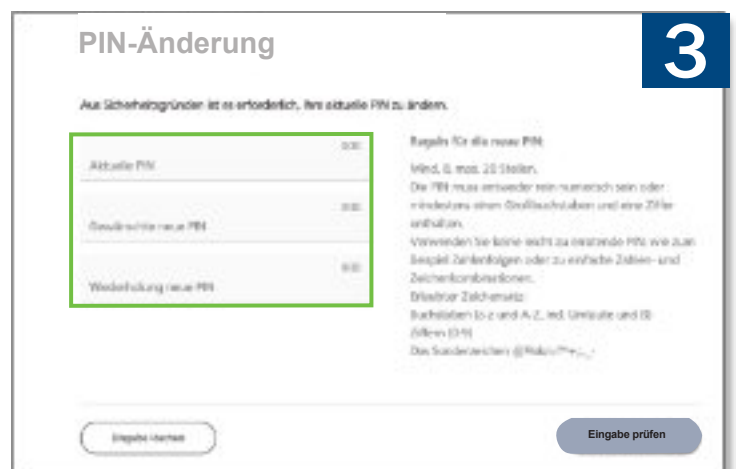 PIN-Änderung
3
Aus Sicherheitsgründen ist es erforderlich, Ihre aktuelle PIN zu ändern.
Aktuelle PIN
Gewünschte neue PIN
Wiederholung neue PIN
Regeln für die neue PIN:
Mind. 8, max. 20 Stellen.
Die PIN muss entweder rein numerisch sein oder
mindestens einen Großbuchstaben und eine Ziffer
enthalten.
Verwenden Sie keine leicht zu erratende PIN, wie zum
Beispiel Zahlenfolgen oder zu einfache Zahlen- und
Zeichenkombinationen.
Erlaubter Zeichensatz:
Buchstaben (a-z und A-Z, incl. Umlaute und ß)
Ziffern (0-9)
Das Sonderzeichen
Eingabe löschen
Eingabe prüfen